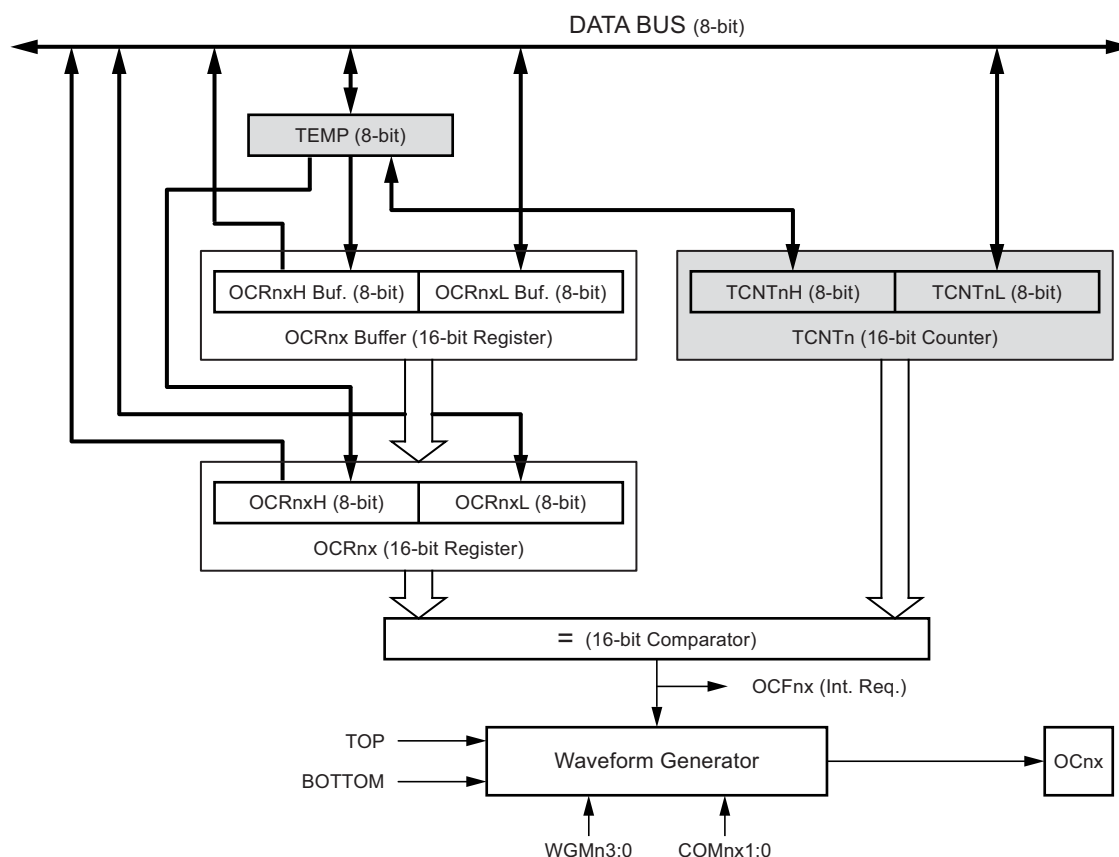 DATA BUS (8-bit)
TEMP (8-bit)
OCRnxH Buf. (8-bit)
OCRnxL Buf. (8-bit)
OCRnx Buffer (16-bit Register)
TCNTnH (8-bit)
TCNTnL (8-bit)
TCNTn (16-bit Counter)
OCRnxH (8-bit)
OCRnxL (8-bit)
OCRnx (16-bit Register)
= (16-bit Comparator)
OCFnx (Int. Req.)
TOP
BOTTOM
Waveform Generator
OCnx
WGMn3:0
COMnx1:0